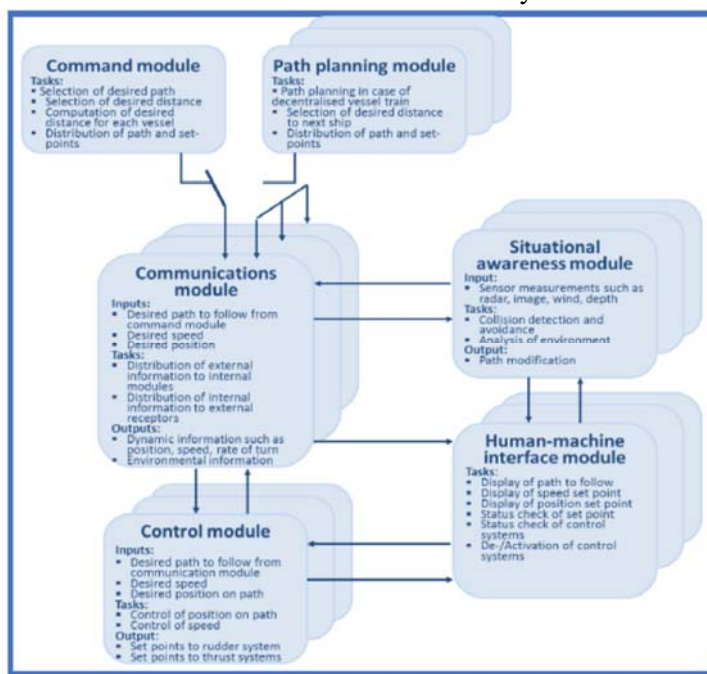 Command module
Tasks:
▪ Selection of desired path
▪ Selection of desired distance
▪ Computation of desired
distance for each vessel
▪ Distribution of path and set-
points
Path planning module
Tasks:
▪ Path planning in case of
decentralised vessel train
▪ Selection of desired distance
to next ship
▪ Distribution of path and set-
points
Communications
module
Inputs:
▪ Desired path to follow from
command module
▪ Desired speed
▪ Desired position
Tasks:
▪ Distribution of external
information to internal
modules
▪ Distribution of internal
information to external
receptors
Outputs:
▪ Dynamic information such as
position, speed, rate of turn
▪ Environmental information
Situational
awareness module
Input:
▪ Sensor measurements such as
radar, image, wind, depth
Tasks:
▪ Collision detection and
avoidance
▪ Analysis of environment
Output:
▪ Path modification
Human-machine
interface module
Tasks:
▪ Display of path to follow
▪ Display of speed set point
▪ Display of position set point
▪ Status check of set point
▪ Status check of control
systems
▪ De-/Activation of control
systems
Control module
Inputs:
▪ Desired path to follow from
communication module
▪ Desired speed
▪ Desired position on path
Tasks:
▪ Control of position on path
▪ Control of speed
Output:
▪ Set points to rudder system
▪ Set points to thrust systems